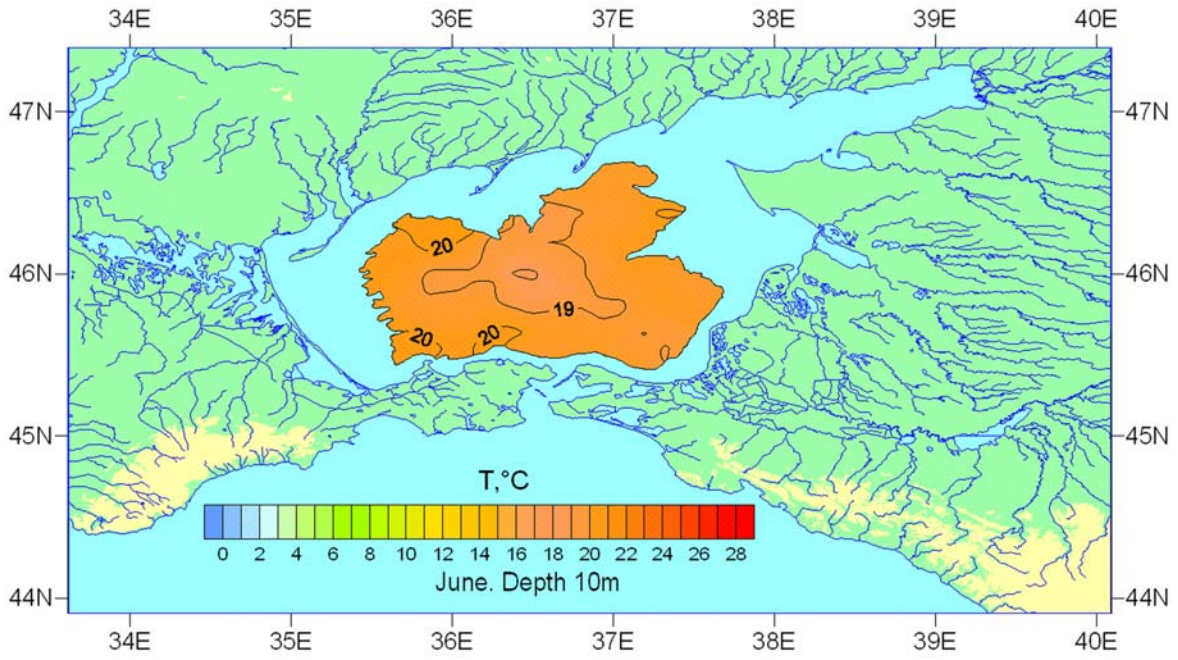 34E 35E 36E 37E 38E 39E 40E
47N 47N
20
46N 46N
19
20 20
45N 45N
T,°C
0 2 4 6 8 10 12 14 16 18 20 22 24 26 28
June. Depth 10m
44N 44N
34E 35E 36E 37E 38E 39E 40E